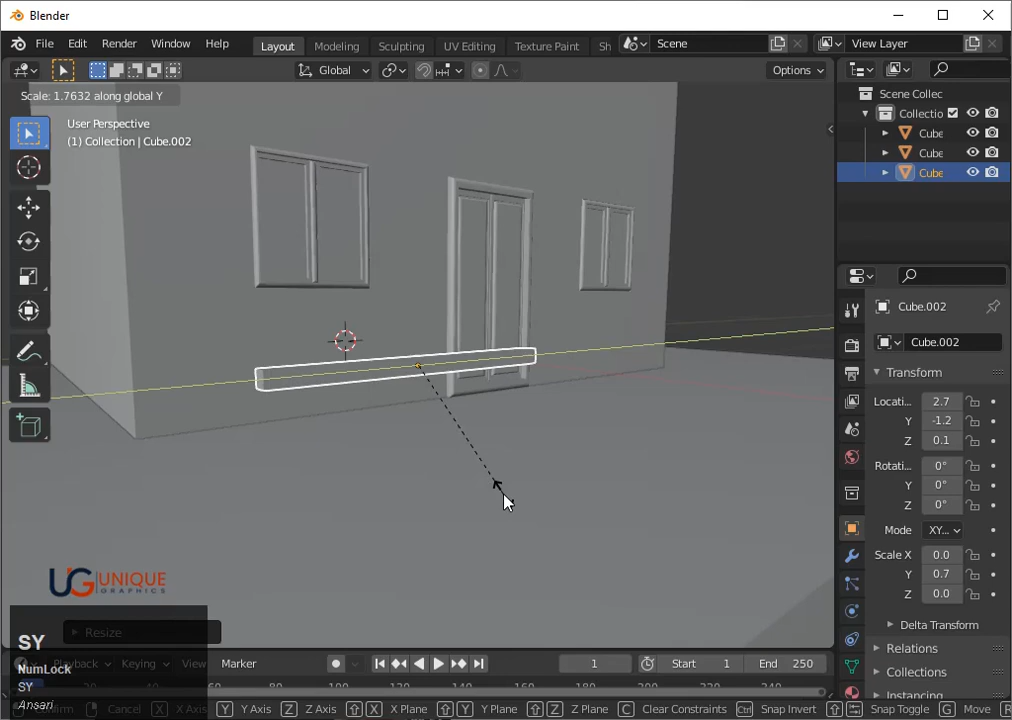 Blender
File Edit Render Window Help Layout Modeling Sculpting UV Editing Texture Paint Sh Scene View Layer
Global Options
Scale: 1.7632 along global Y
User Perspective
(1) Collection | Cube.002
Scene Collec
Collectio
Cube
Cube
Cube
Cube.002
Cube.002
Transform
Locati... 2.7
Y -1.2
Z 0.1
Rotati... 0°
Y 0°
Z 0°
Mode XY...
Scale X 0.0
Y 0.7
Z 0.0
Delta Transform
Relations
Collections
Instancing
UG UNIQUE
GRAPHICS
Resize
SY
NumLock
SY
Ansari
Playback Keying View Marker 1 Start 1 End 250
Confirm Cancel X X Axis Y Y Axis Z Z Axis X X Plane Y Y Plane Z Z Plane C Clear Constraints Ctrl Snap Invert Snap Toggle G Move R